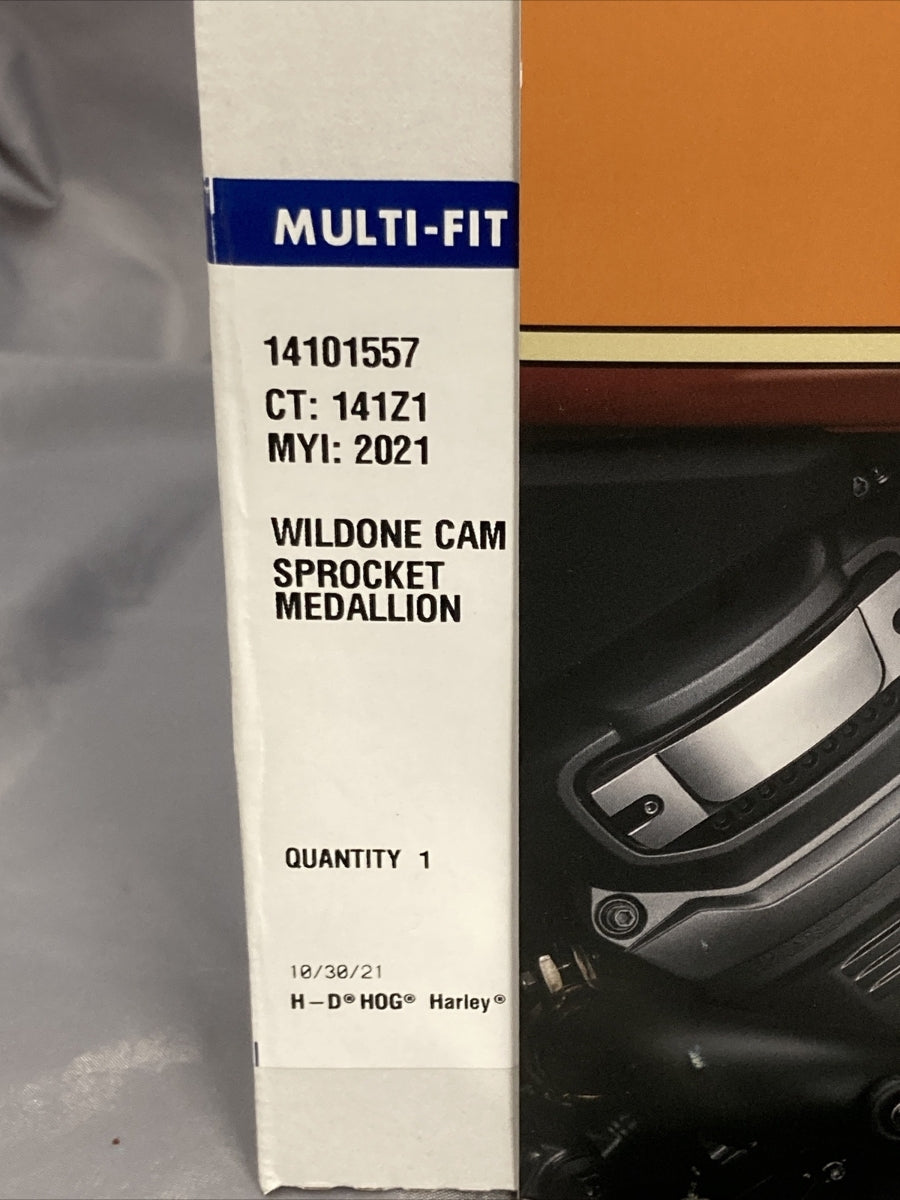 MULTI-FIT
14101557
CT: 141Z1
MYI: 2021
WILDONE CAM
SPROCKET
MEDALLION
QUANTITY 1
10/30/21
H-D® HOG® Harley®